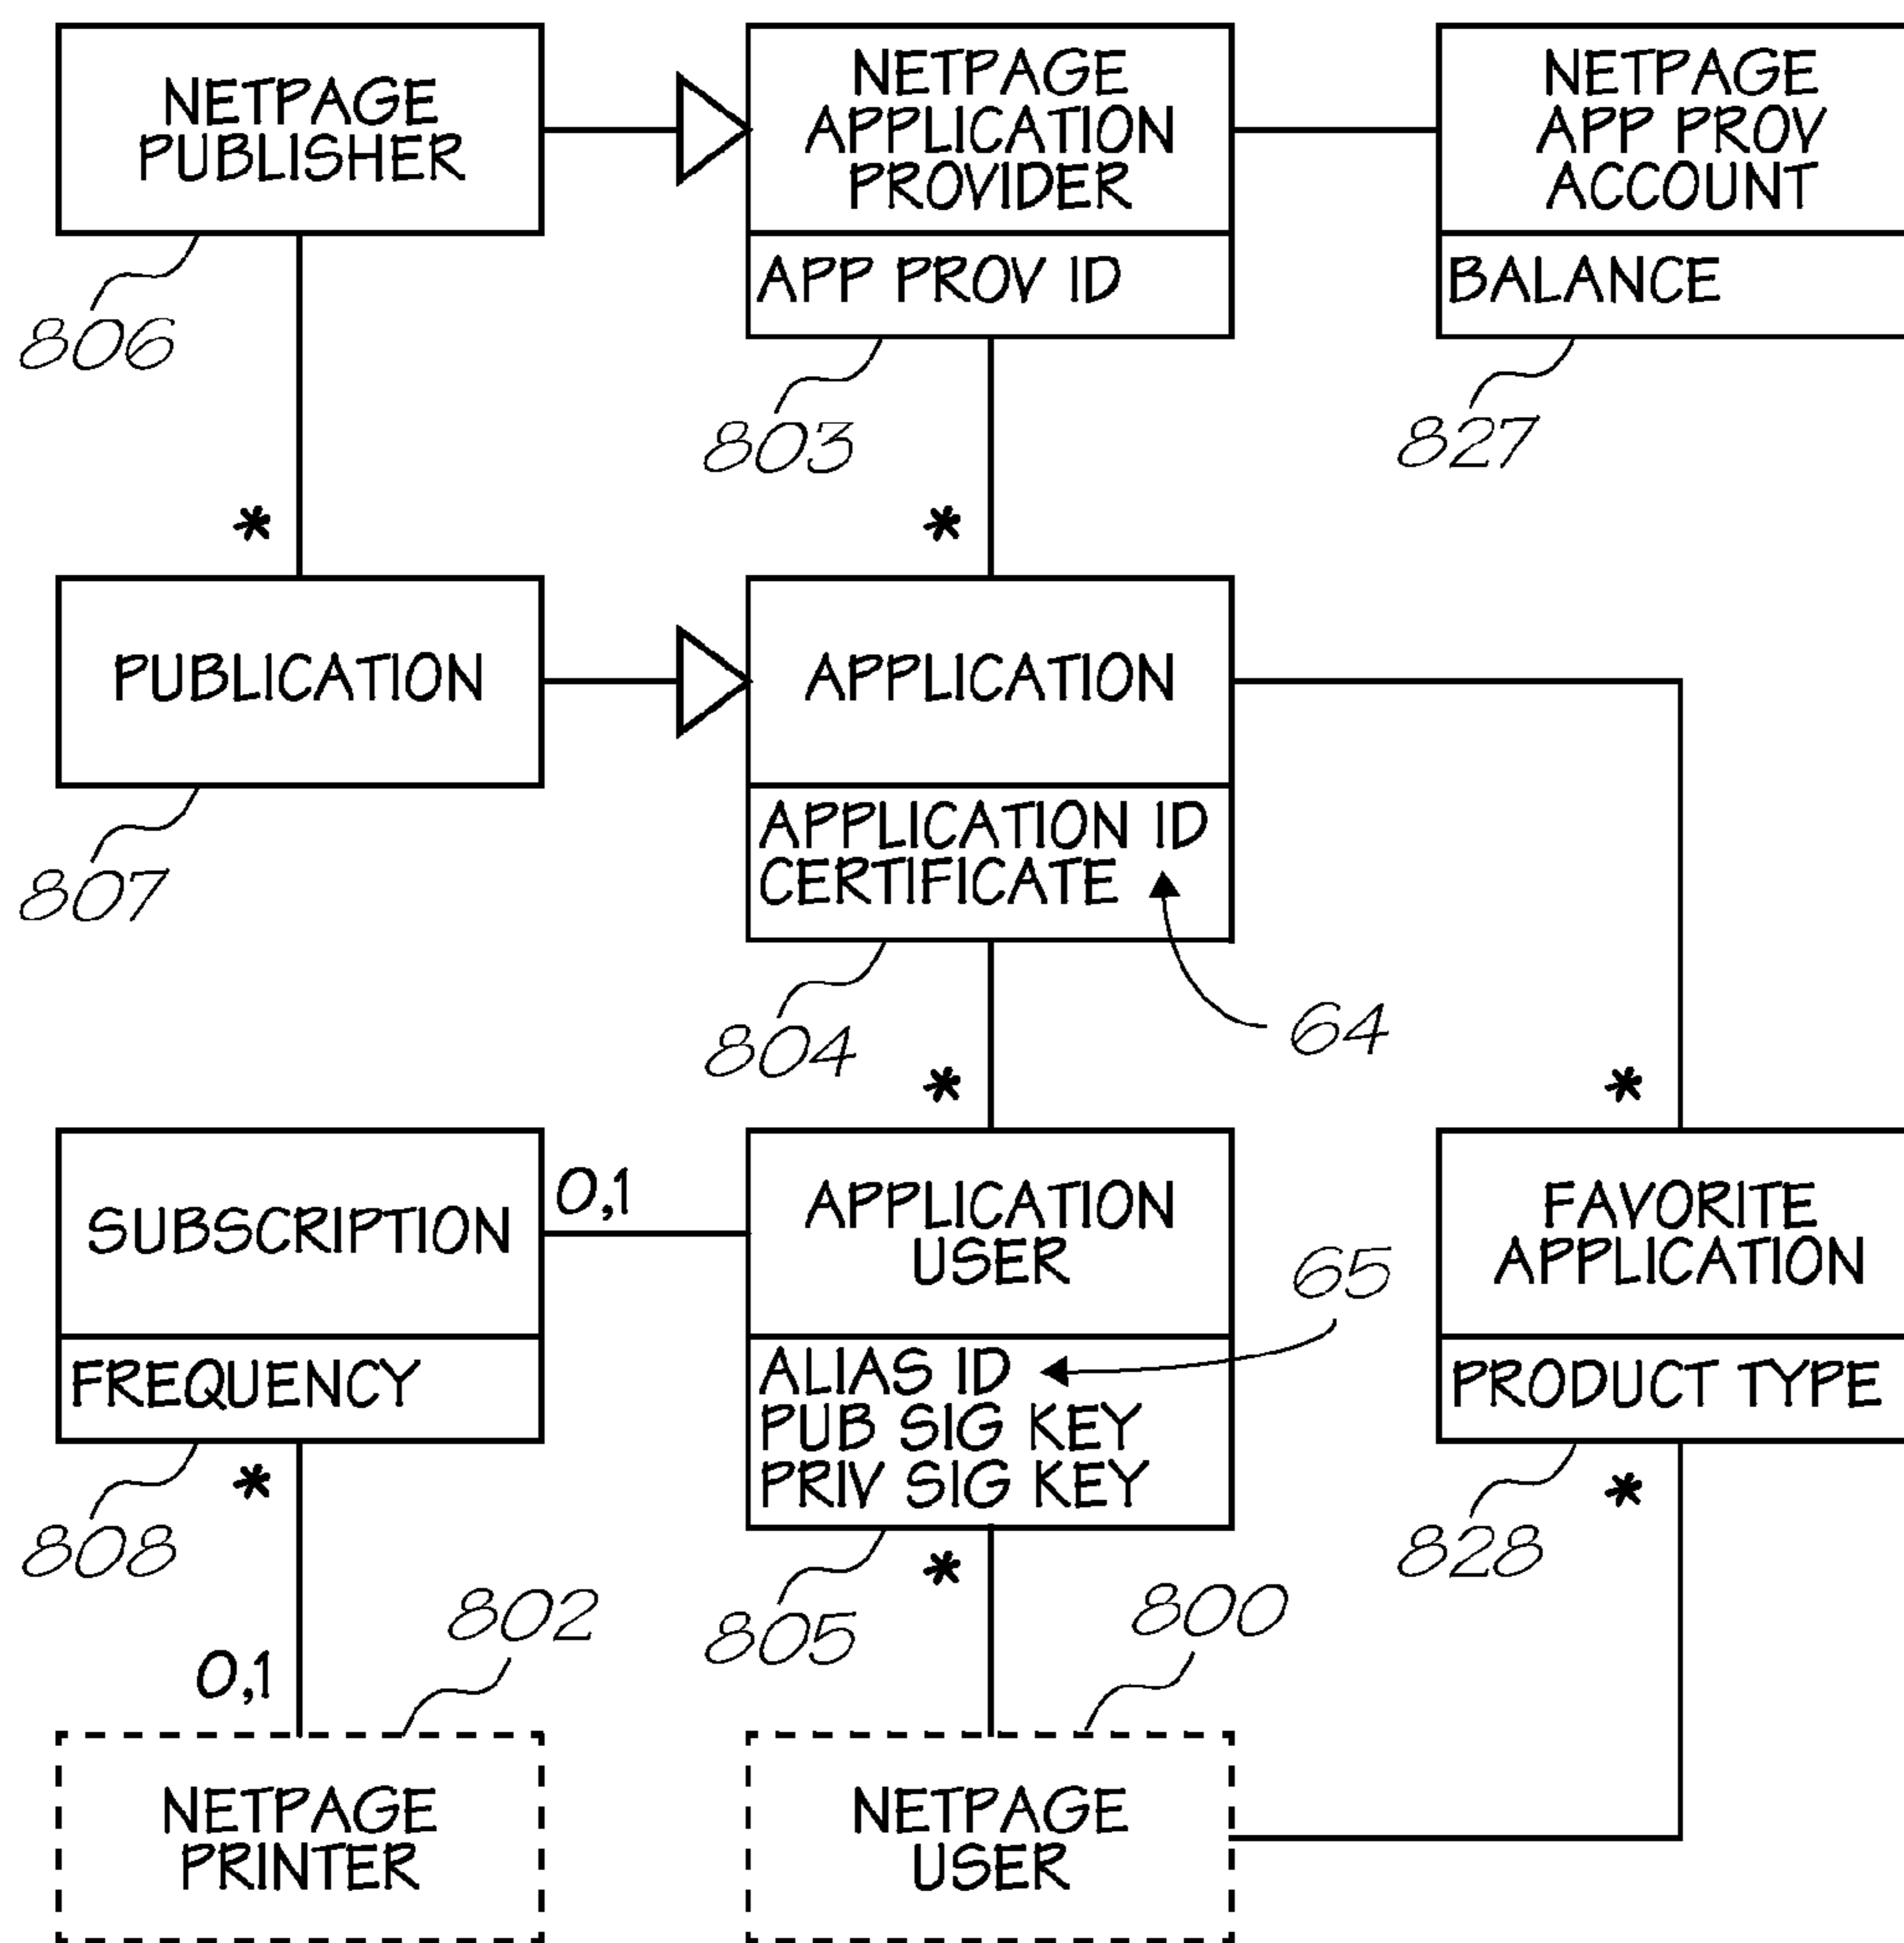 NETPAGE
PUBLISHER
NETPAGE
APPLICATION
PROVIDER
APP PROV ID
NETPAGE
APP PROV
ACCOUNT
BALANCE
806
803
827
*
*
PUBLICATION
APPLICATION
APPLICATION ID
CERTIFICATE
807
804
64
*
*
SUBSCRIPTION
FREQUENCY
0,1
APPLICATION
USER
ALIAS ID
PUB SIG KEY
PRIV SIG KEY
65
FAVORITE
APPLICATION
PRODUCT TYPE
*
*
*
808
802
805
800
828
0,1
NETPAGE
PRINTER
NETPAGE
USER